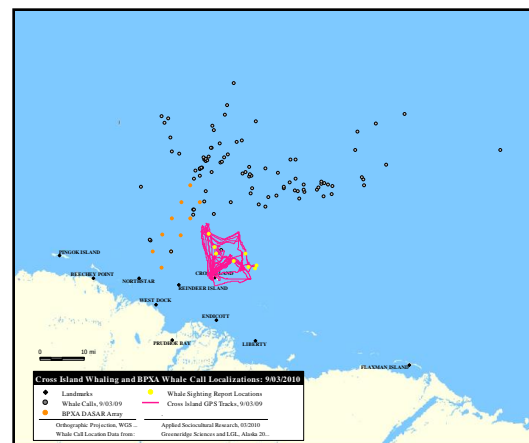 PINGOK ISLAND
BEECHEY POINT
NORTHSTAR
CROSS ISLAND
REINDEER ISLAND
WEST DOCK
ENDICOTT
PRUDHOE BAY
LIBERTY
FLAXMAN ISLAND
0 10 mi
Cross Island Whaling and BPXA Whale Call Localizations: 9/03/2010
Landmarks
Whale Sighting Report Locations
Whale Calls, 9/03/09
Cross Island GPS Tracks, 9/03/09
BPXA DASAR Array
Orthographic Projection, WGS ...
Applied Sociocultural Research, 03/2010
Whale Call Location Data from:
Greeneridge Sciences and LGL, Alaska 20...